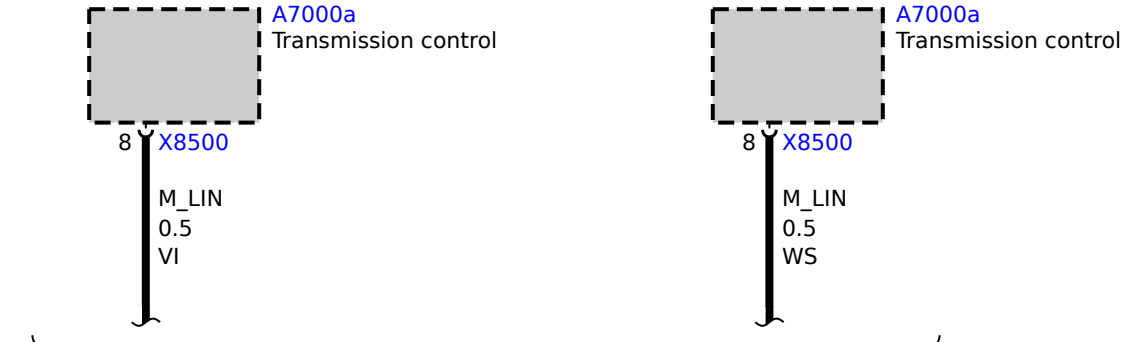 A7000a
Transmission control
8 X8500
M_LIN
0.5
VI
A7000a
Transmission control
8 X8500
M_LIN
0.5
WS